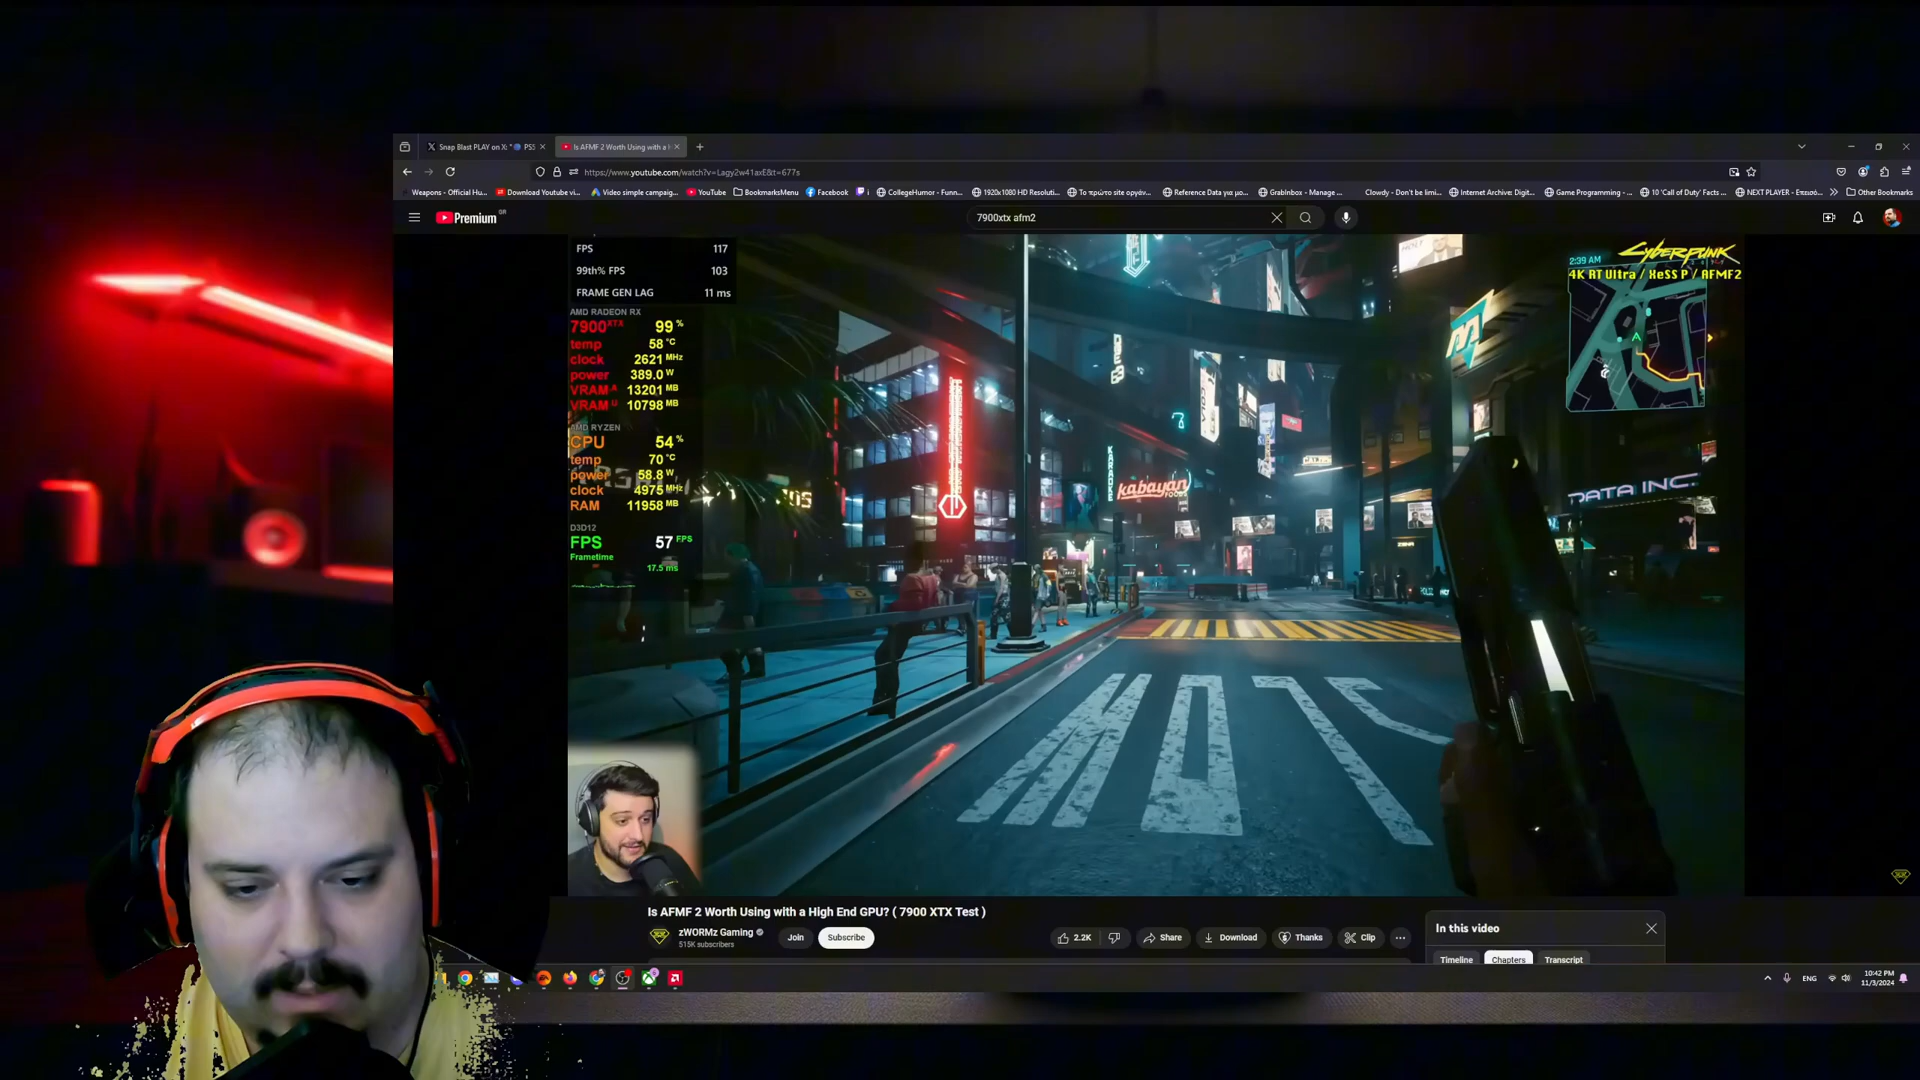 Snap Blast PLAY on X: "🔵 PS5
Is AFMF 2 Worth Using with a H
https://www.youtube.com/watch?v=Lagy2w41axE&t=677s
Weapons - Official Hu...
Download Youtube vi...
Video simple campaig...
YouTube
BookmarksMenu
Facebook
CollegeHumor - Funn...
1920x1080 HD Resoluti...
Το πρώτο site οργάν...
Reference Data για μο...
GrabInbox - Manage ...
Clowdy - Don't be limi...
Internet Archive: Digit...
Game Programming - ...
10 'Call of Duty' Facts ...
NEXT PLAYER - Επεισό...
Other Bookmarks
Premium GR
7900xtx afm2
FPS 117
99th% FPS 103
FRAME GEN LAG 11 ms
AMD RADEON RX
7900XTX 99 %
temp 58 °C
clock 2621 MHz
power 389.0 W
VRAM A 13201 MB
VRAM U 10798 MB
AMD RYZEN
CPU 54 %
temp 70 °C
power 58.8 W
clock 4975 MHz
RAM 11958 MB
D3D12
FPS 57 FPS
Frametime
17.5 ms
Cyberpunk
2:39 AM
4K RT Ultra / XeSS P / AFMF2
kabayan
FOODS
DATA INC.
SLOW
Is AFMF 2 Worth Using with a High End GPU? ( 7900 XTX Test )
zWORMz Gaming
515K subscribers
Join
Subscribe
2.2K
Share
Download
Thanks
Clip
In this video
Timeline
Chapters
Transcript
ENG
10:42 PM
11/3/2024